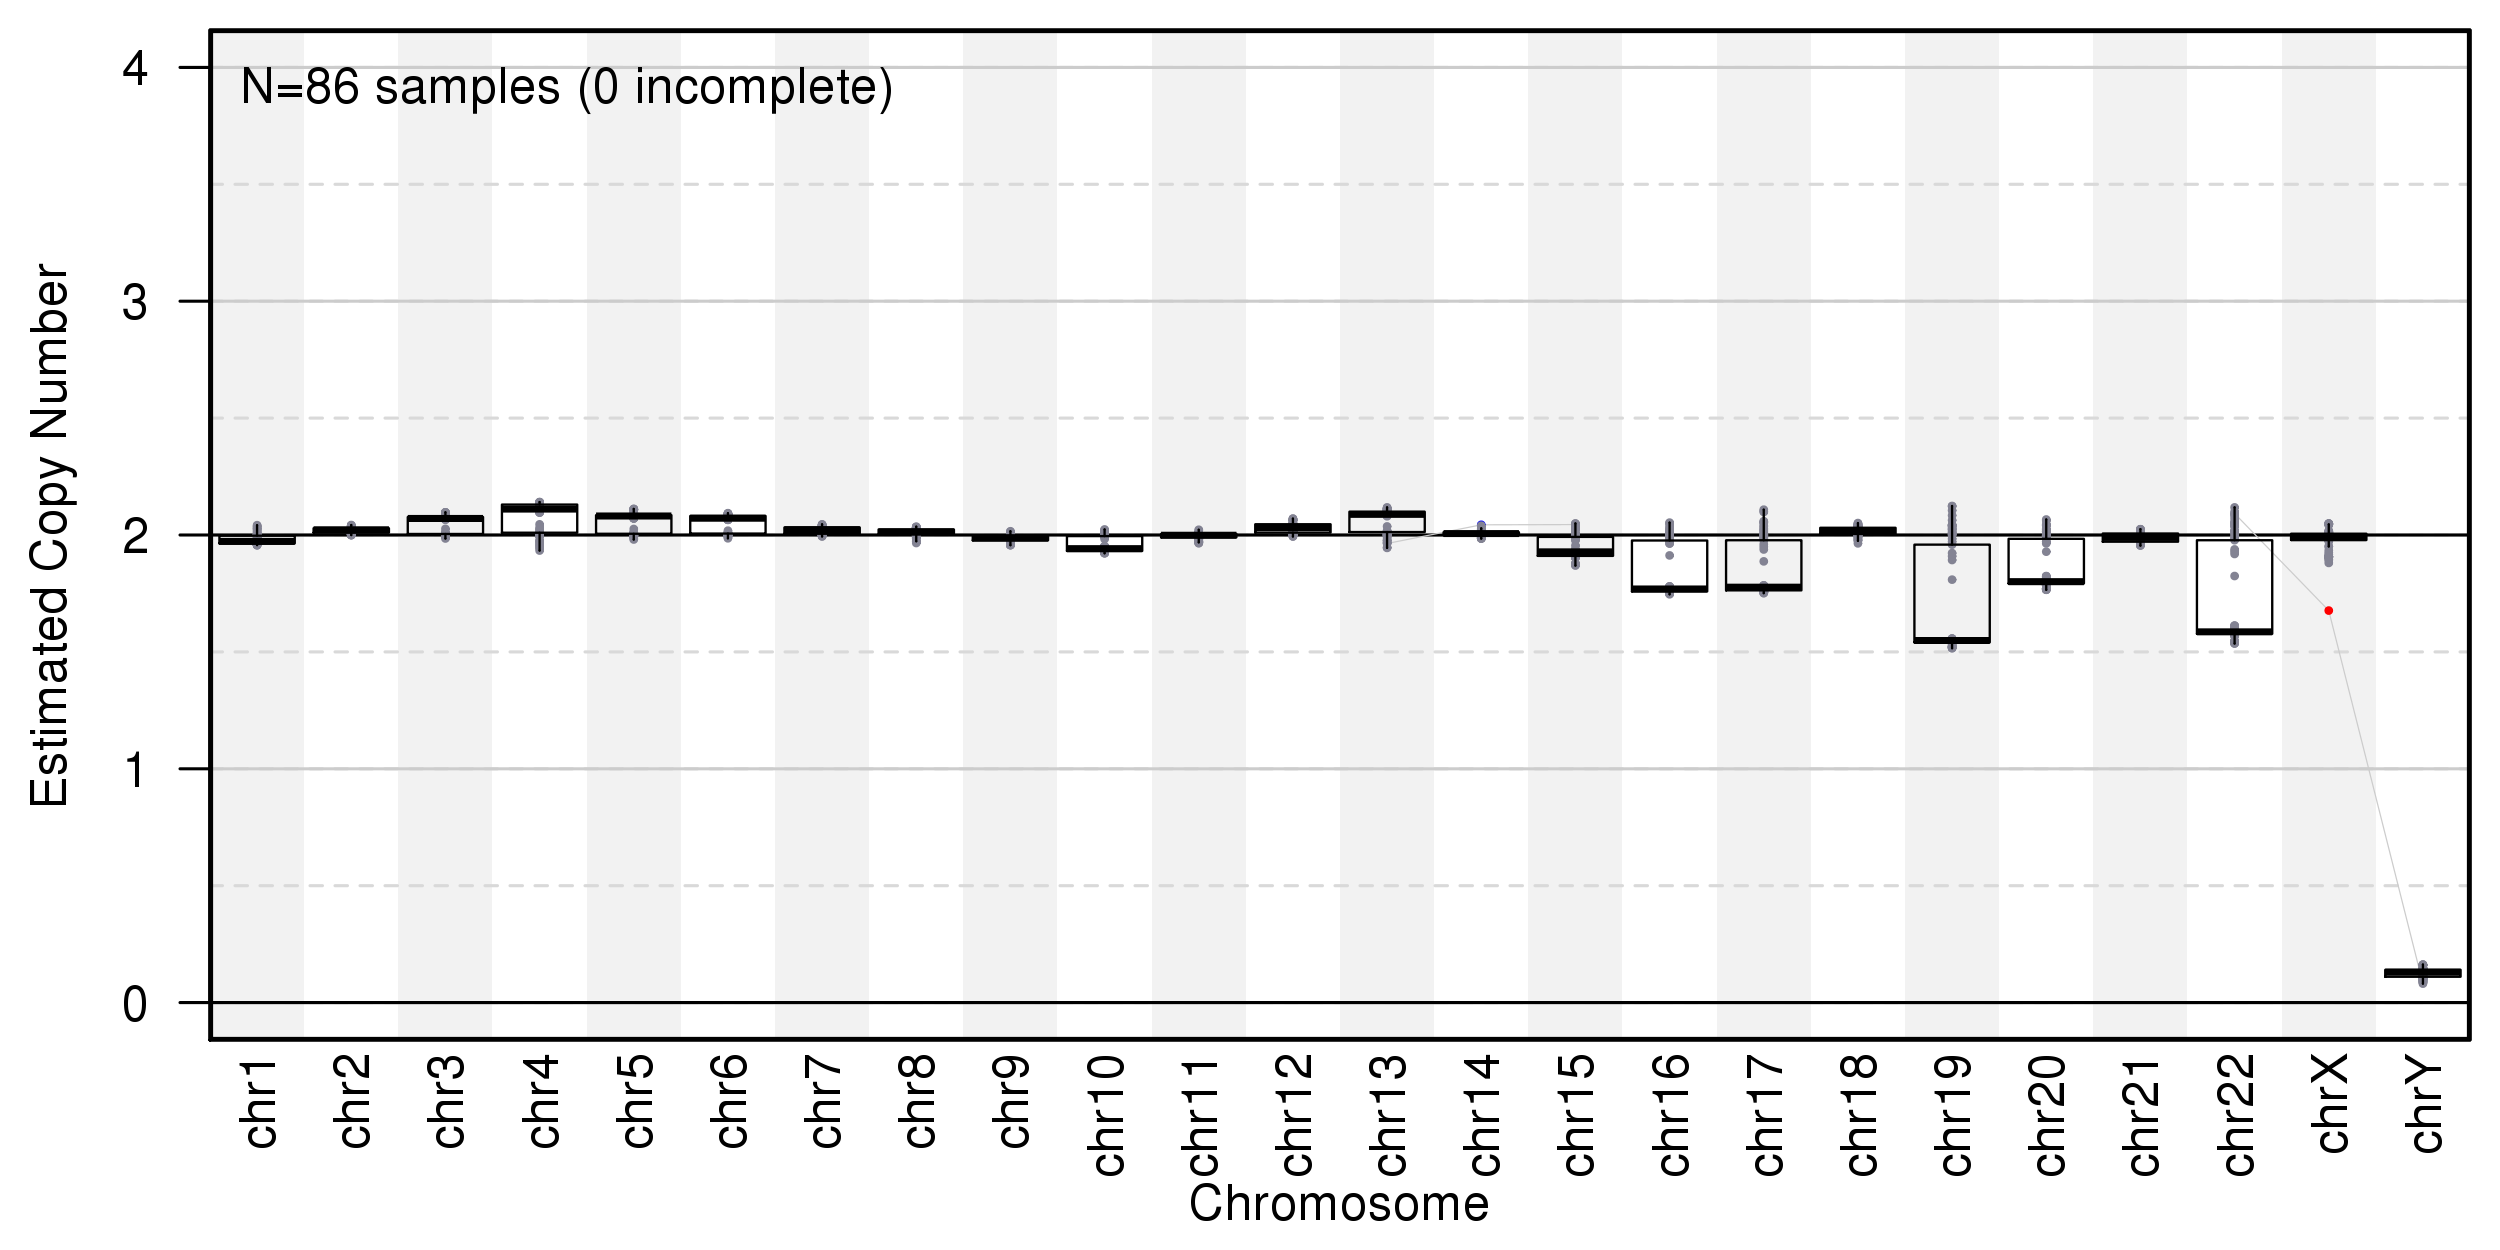 N=86 samples (0 incomplete)
4
3
2
1
0
Estimated Copy Number
chr1
chr2
chr3
chr4
chr5
chr6
chr7
chr8
chr9
chr10
chr11
chr12
chr13
chr14
chr15
chr16
chr17
chr18
chr19
chr20
chr21
chr22
chrX
chrY
Chromosome